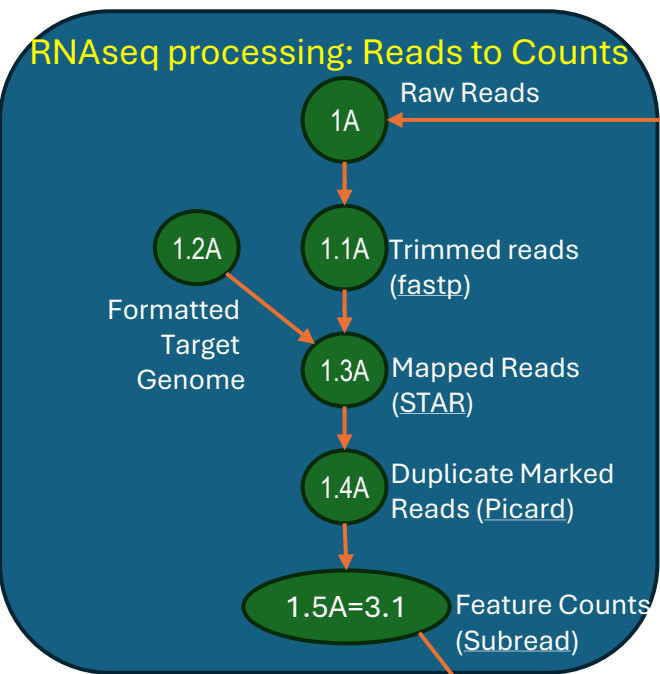 RNAseq processing: Reads to Counts
Raw Reads
1A
1.2A
1.1A
Trimmed reads
(fastp)
Formatted
Target
Genome
1.3A
Mapped Reads
(STAR)
1.4A
Duplicate Marked
Reads (Picard)
1.5A=3.1
Feature Counts
(Subread)